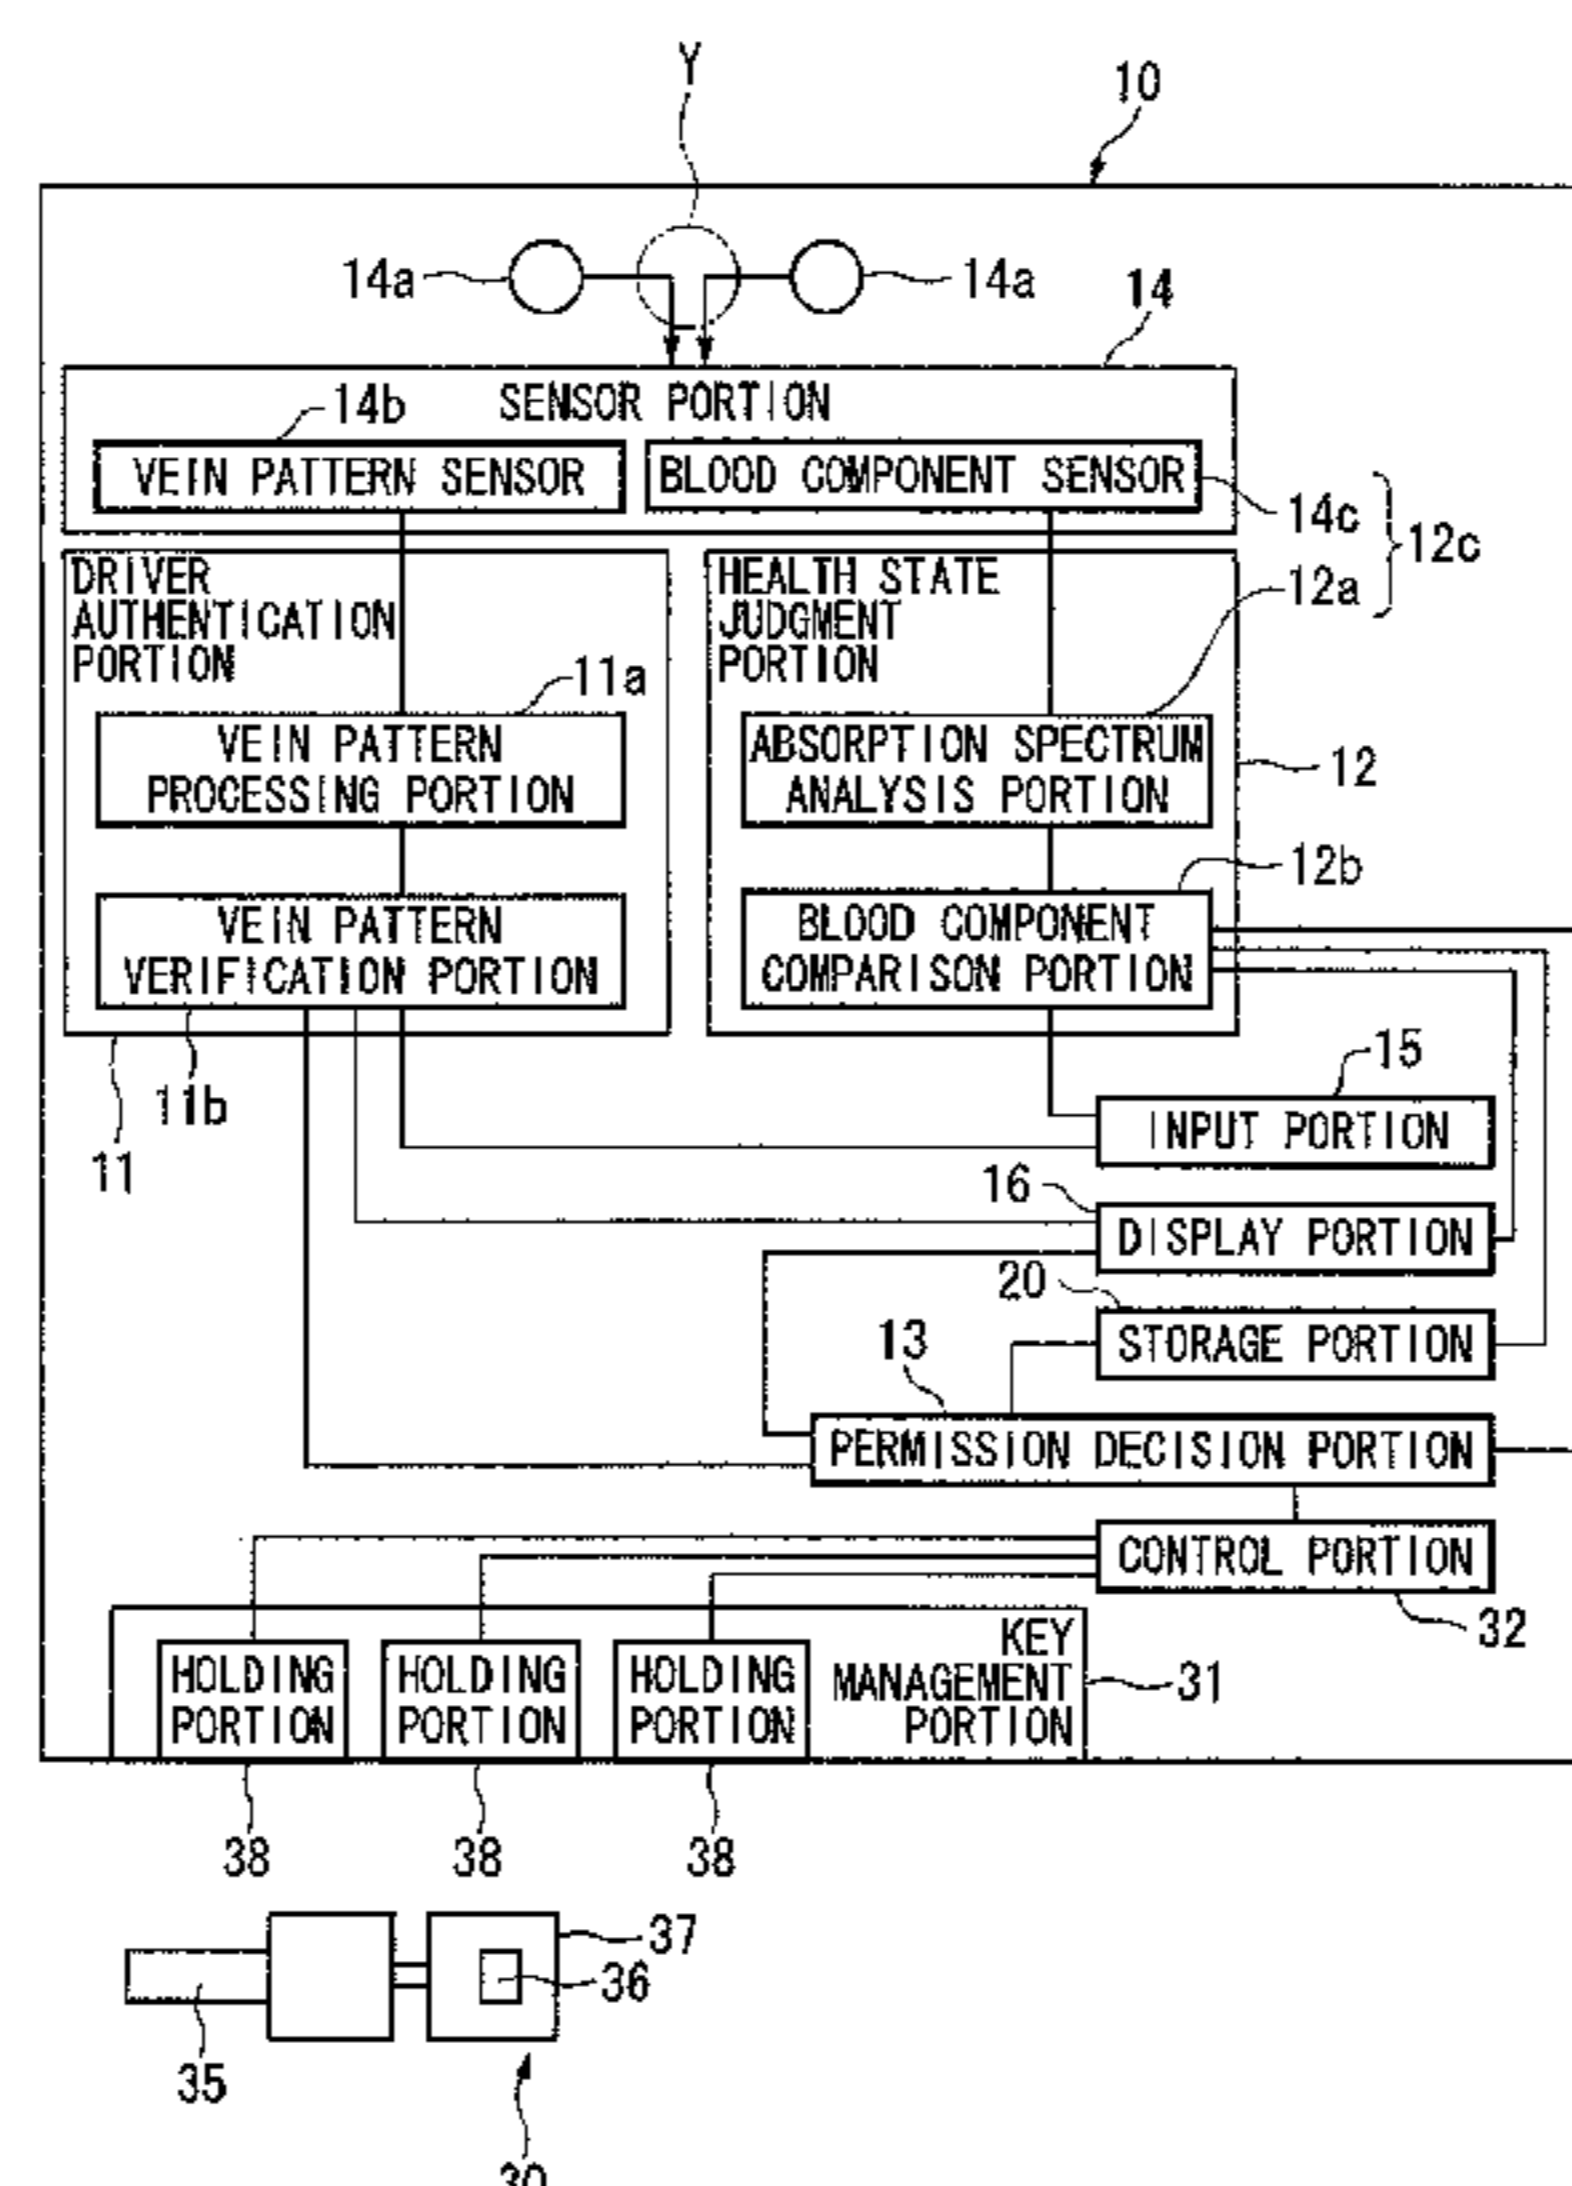 Y
10
14a
14a
14
SENSOR PORTION
14b
VEIN PATTERN SENSOR
BLOOD COMPONENT SENSOR
14c
12c
DRIVER
AUTHENTICATION
PORTION
HEALTH STATE
JUDGMENT
PORTION
12a
11a
VEIN PATTERN
PROCESSING PORTION
ABSORPTION SPECTRUM
ANALYSIS PORTION
12
12b
VEIN PATTERN
VERIFICATION PORTION
BLOOD COMPONENT
COMPARISON PORTION
11b
11
15
INPUT PORTION
16
DISPLAY PORTION
20
STORAGE PORTION
13
PERMISSION DECISION PORTION
CONTROL PORTION
32
HOLDING
PORTION
HOLDING
PORTION
HOLDING
PORTION
KEY
MANAGEMENT
PORTION
31
38
38
38
37
36
35
30